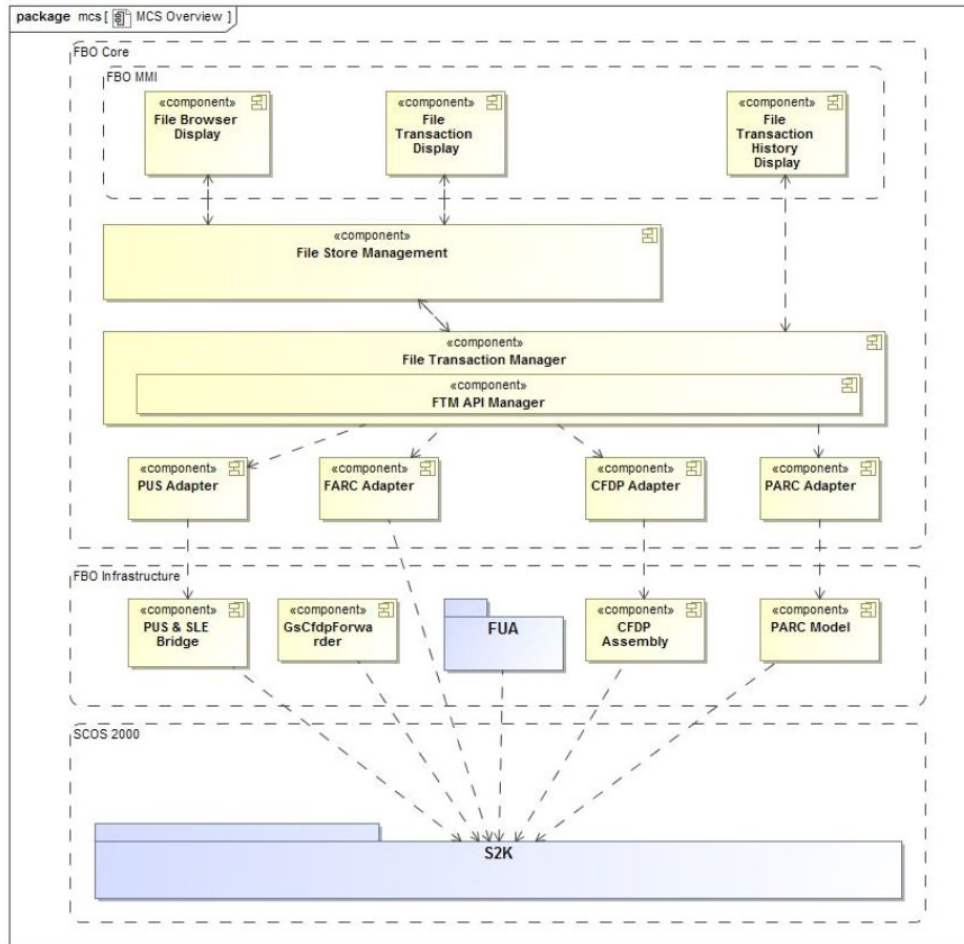 package mcs [ MCS Overview ]
FBO Core
FBO MMI
«component»
File Browser
Display
«component»
File
Transaction
Display
«component»
File
Transaction
History
Display
«component»
File Store Management
«component»
File Transaction Manager
«component»
FTM API Manager
«component»
PUS Adapter
«component»
FARC Adapter
«component»
CFDP Adapter
«component»
PARC Adapter
FBO Infrastructure
«component»
PUS & SLE
Bridge
«component»
GsCfdpForwa
rder
FUA
«component»
CFDP
Assembly
«component»
PARC Model
SCOS 2000
S2K